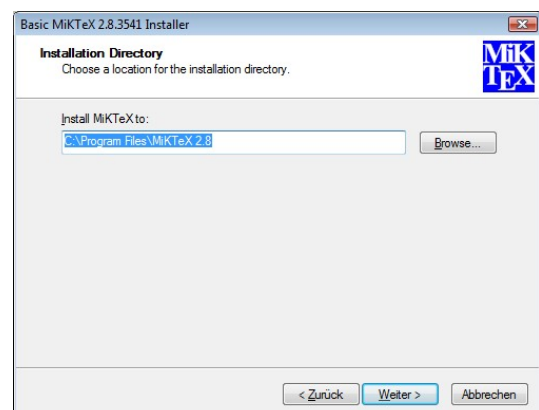 Basic MiKTeX 2.8.3541 Installer
Installation Directory
Choose a location for the installation directory.
MiK
TEX
Install MiKTeX to:
C:\Program Files\MiKTeX 2.8
Browse...
< Zurück
Weiter >
Abbrechen